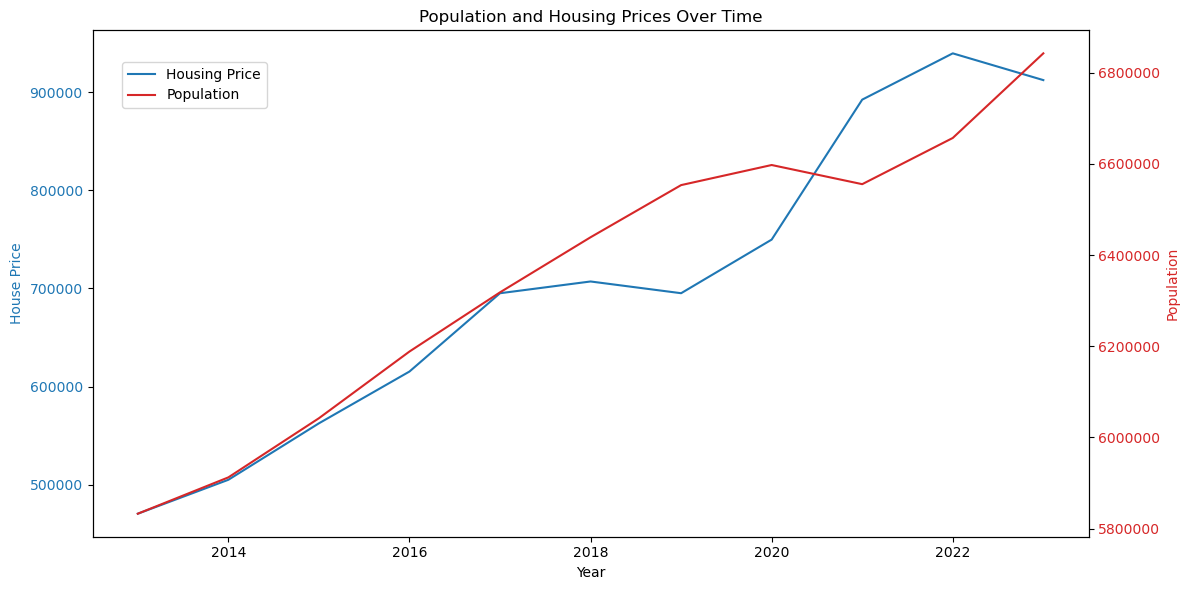 Population and Housing Prices Over Time
Housing Price
Population
900000
800000
700000
600000
500000
House Price
6800000
6600000
6400000
6200000
6000000
5800000
Population
2014 2016 2018 2020 2022
Year